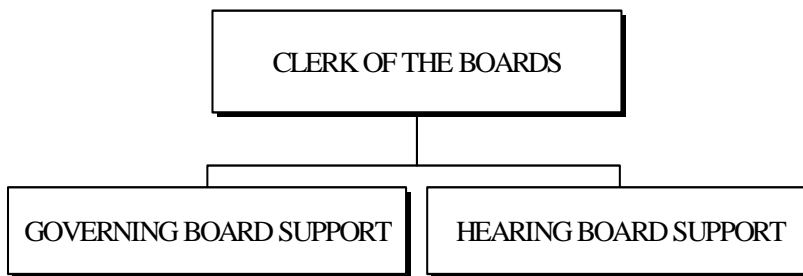 CLERK OF THE BOARDS
GOVERNING BOARD SUPPORT
HEARING BOARD SUPPORT